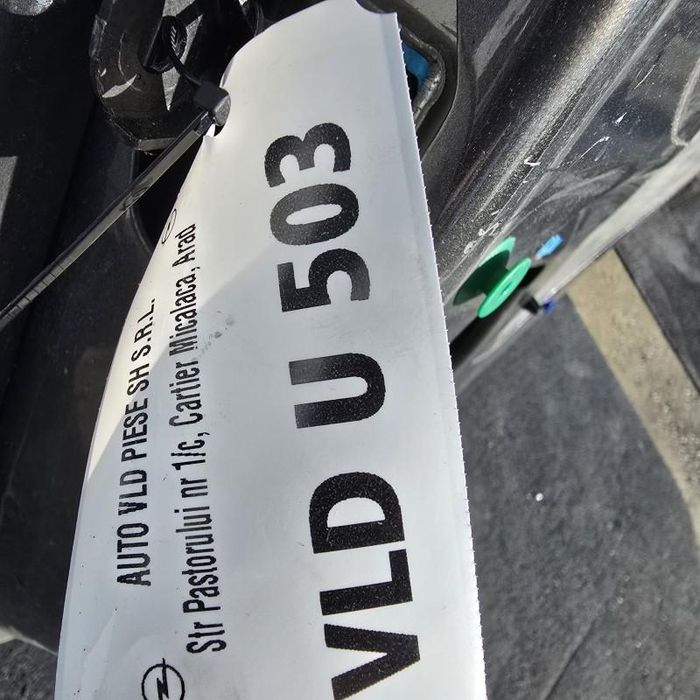 AUTO VLD PIESE SH S.R.L.
Str Pastorului nr 1/c, Cartier Micalaca, Arad
VLD U 503